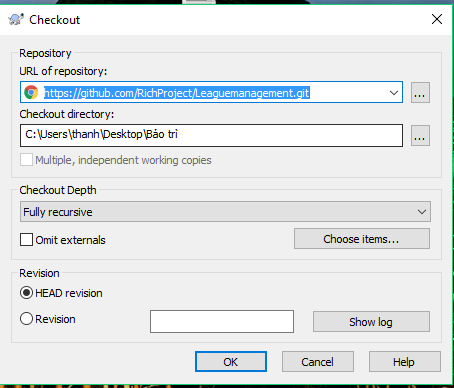 Checkout
Repository
URL of repository:
https://github.com/RichProject/Leaguemanagement.git
...
Checkout directory:
C:\Users\thanh\Desktop\Bảo trì
...
Multiple, independent working copies
Checkout Depth
Fully recursive
Omit externals
Choose items...
Revision
HEAD revision
Revision
Show log
OK
Cancel
Help